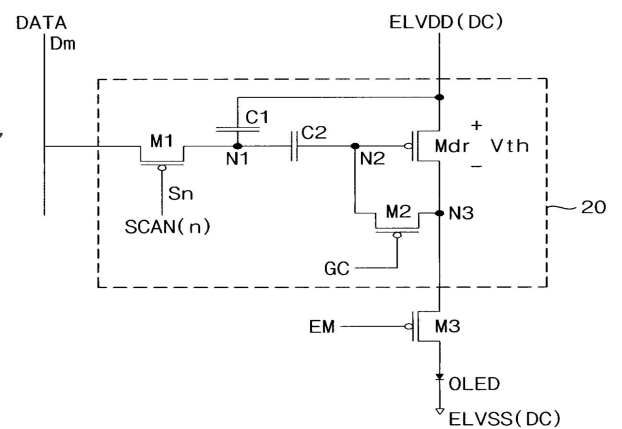 DATA
Dm
ELVDD(DC)
C1
C2
M1
N1
N2
Mdr
+
Vth
−
Sn
SCAN(n)
M2
N3
20
GC
EM
M3
OLED
ELVSS(DC)